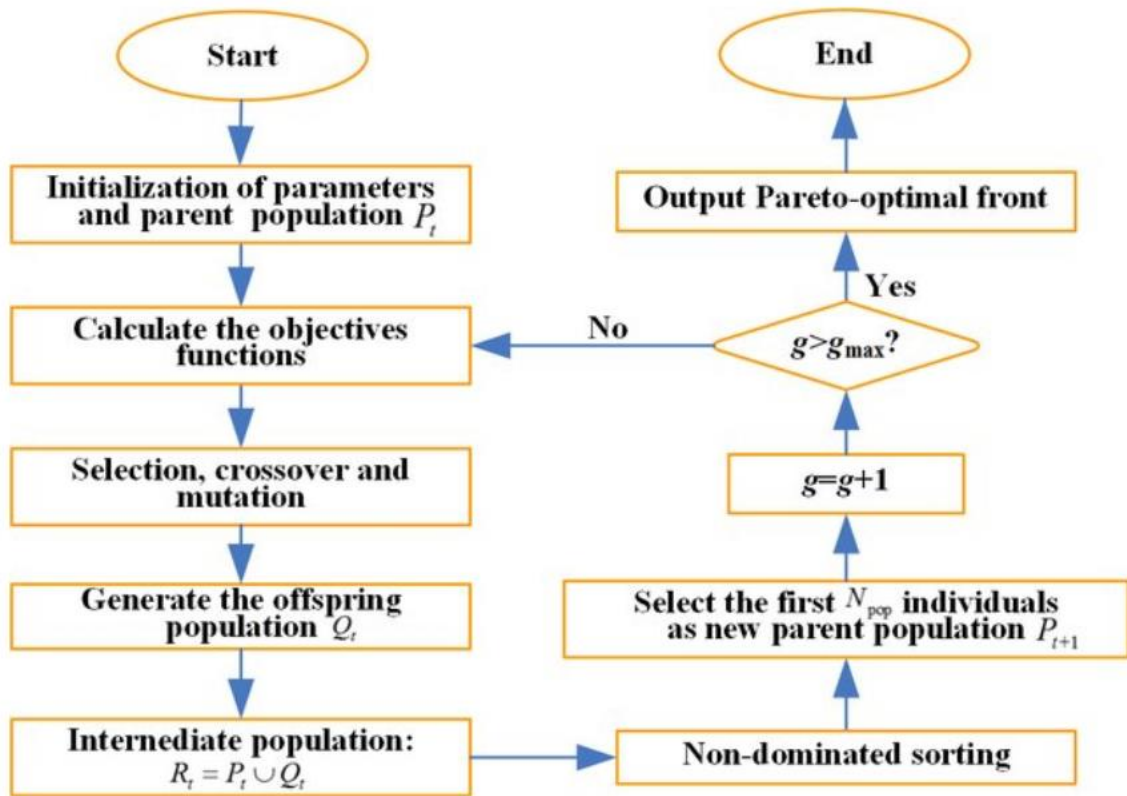 Start
Initialization of parameters
and parent population P_t
Calculate the objectives
functions
Selection, crossover and
mutation
Generate the offspring
population Q_t
Internediate population:
R_t = P_t ∪ Q_t
Non-dominated sorting
Select the first N_pop individuals
as new parent population P_{t+1}
g=g+1
g>g_max?
No
Yes
Output Pareto-optimal front
End